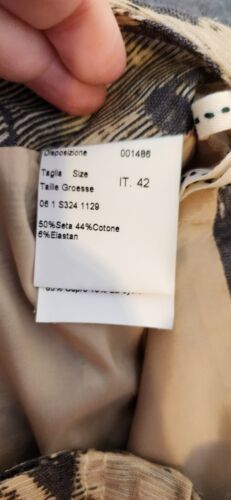 Disposizione 001486
Taglia Size
Taille Groesse IT. 42
06 1 S324 1129
50%Seta 44%Cotone
6%Elastan